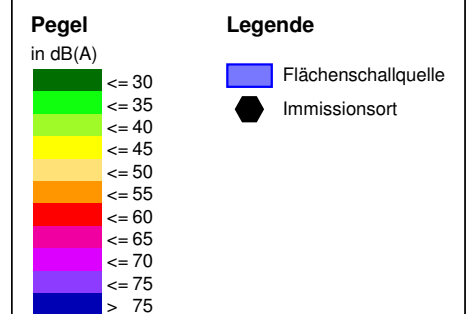 Pegel
in dB(A)
<= 30
<= 35
<= 40
<= 45
<= 50
<= 55
<= 60
<= 65
<= 70
<= 75
> 75
Legende
Flächenschallquelle
Immissionsort